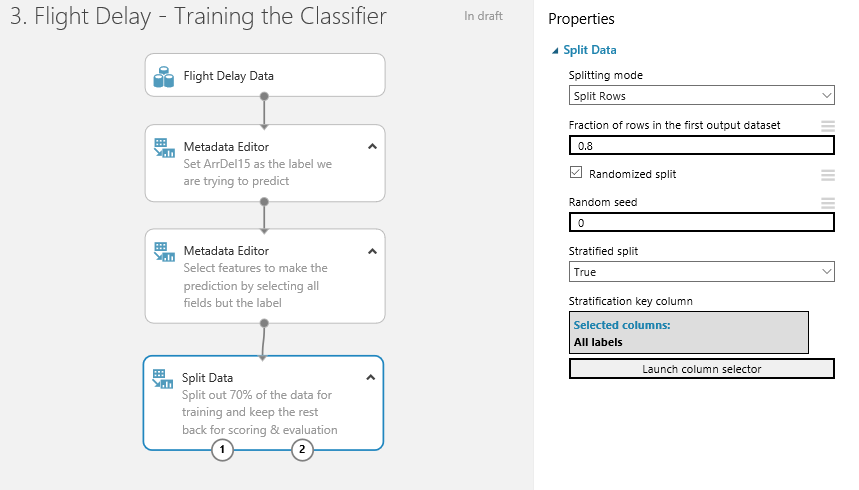 3. Flight Delay - Training the Classifier
In draft
Flight Delay Data
Metadata Editor
Set ArrDel15 as the label we
are trying to predict
Metadata Editor
Select features to make the
prediction by selecting all
fields but the label
Split Data
Split out 70% of the data for
training and keep the rest
back for scoring & evaluation
1
2
Properties
Split Data
Splitting mode
Split Rows
Fraction of rows in the first output dataset
0.8
Randomized split
Random seed
0
Stratified split
True
Stratification key column
Selected columns:
All labels
Launch column selector